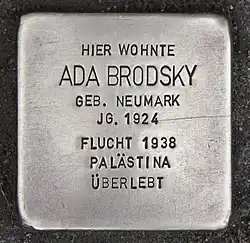 HIER WOHNTE
ADA BRODSKY
GEB. NEUMARK
JG. 1924
FLUCHT 1938
PALÄSTINA
ÜBERLEBT